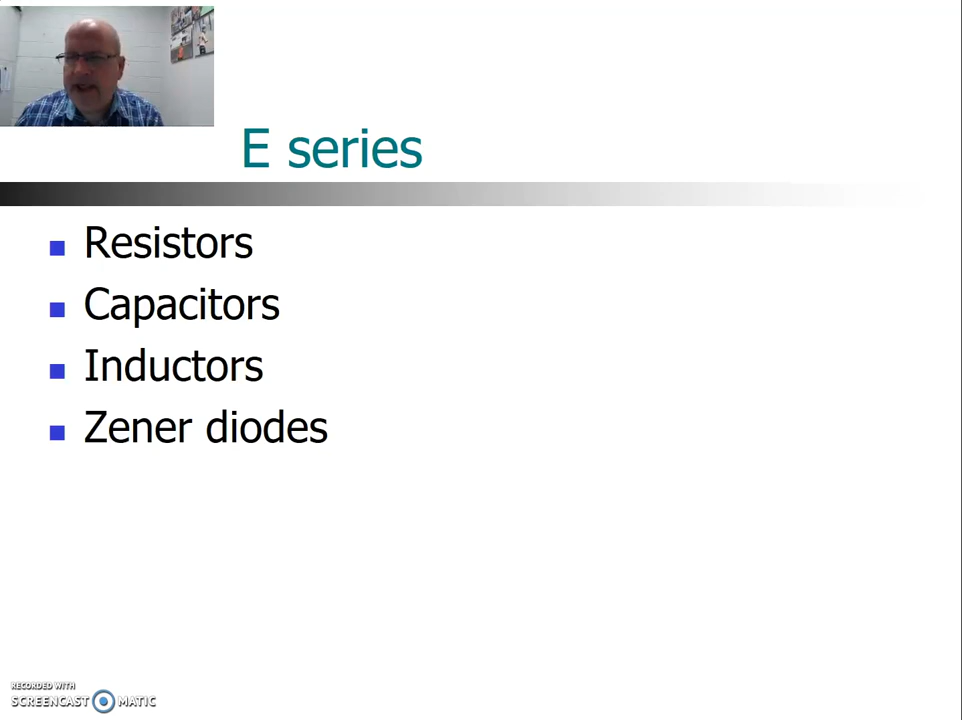 E series
Resistors
Capacitors
Inductors
Zener diodes
RECORDED WITH
SCREENCAST MATIC